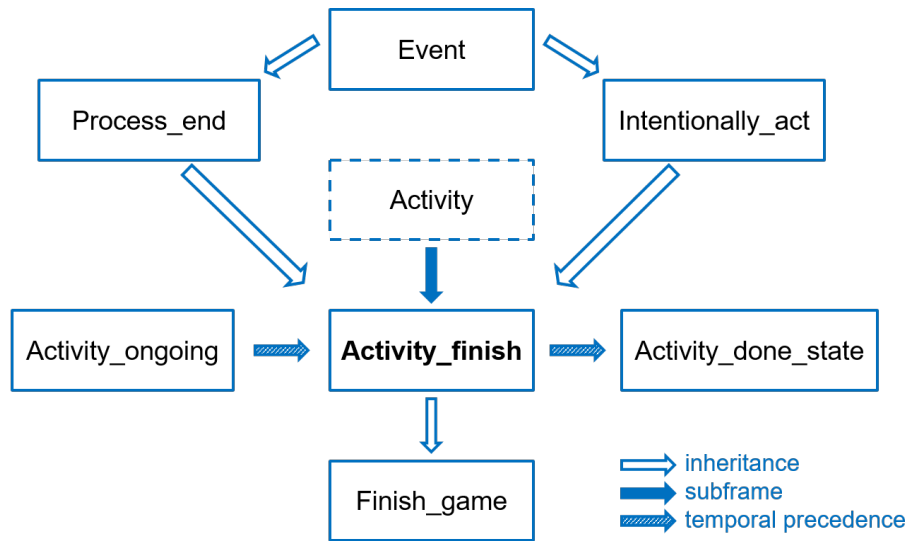 Event
Process_end
Intentionally_act
Activity
Activity_ongoing
Activity_finish
Activity_done_state
Finish_game
inheritance
subframe
temporal precedence